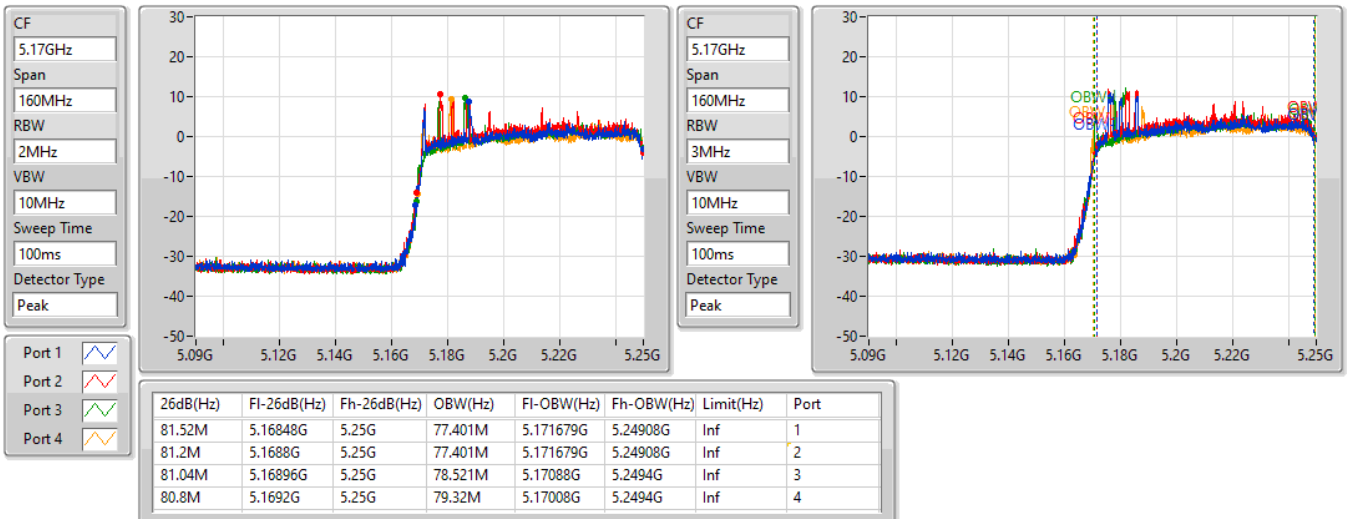 CF
5.17GHz
Span
160MHz
RBW
2MHz
VBW
10MHz
Sweep Time
100ms
Detector Type
Peak
30
20
10
0
-10
-20
-30
-40
-50
5.09G 5.12G 5.14G 5.16G 5.18G 5.2G 5.22G 5.25G
CF
5.17GHz
Span
160MHz
RBW
3MHz
VBW
10MHz
Sweep Time
100ms
Detector Type
Peak
30
20
10
0
-10
-20
-30
-40
-50
OBW
OBW
OBW
OBW
5.09G 5.12G 5.14G 5.16G 5.18G 5.2G 5.22G 5.25G
Port 1
Port 2
Port 3
Port 4
26dB(Hz) Fl-26dB(Hz) Fh-26dB(Hz) OBW(Hz) Fl-OBW(Hz) Fh-OBW(Hz) Limit(Hz) Port
81.52M 5.16848G 5.25G 77.401M 5.171679G 5.24908G Inf 1
81.2M 5.1688G 5.25G 77.401M 5.171679G 5.24908G Inf 2
81.04M 5.16896G 5.25G 78.521M 5.17088G 5.2494G Inf 3
80.8M 5.1692G 5.25G 79.32M 5.17008G 5.2494G Inf 4